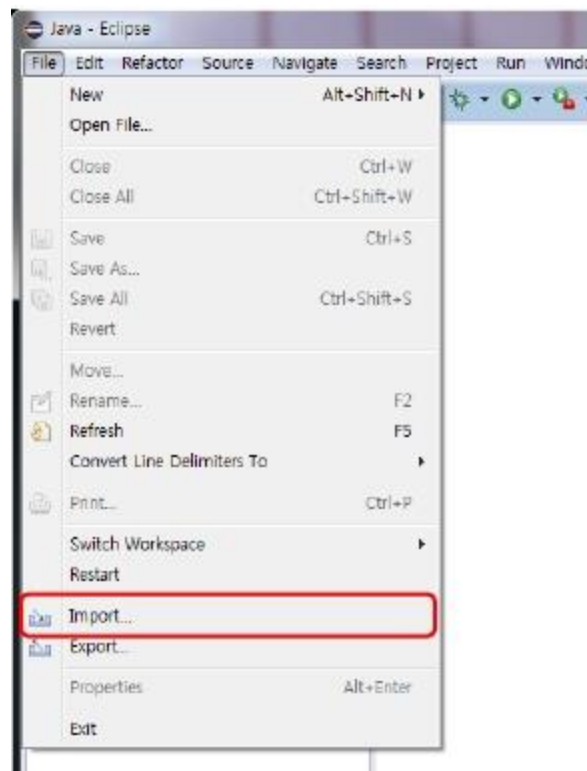 Java - Eclipse
File Edit Refactor Source Navigate Search Project Run
New Alt+Shift+N
Open File...
Close Ctrl+W
Close All Ctrl+Shift+W
Save Ctrl+S
Save As...
Save All Ctrl+Shift+S
Revert
Move...
Rename... F2
Refresh F5
Convert Line Delimiters To
Print... Ctrl+P
Switch Workspace
Restart
Import...
Export...
Properties Alt+Enter
Exit